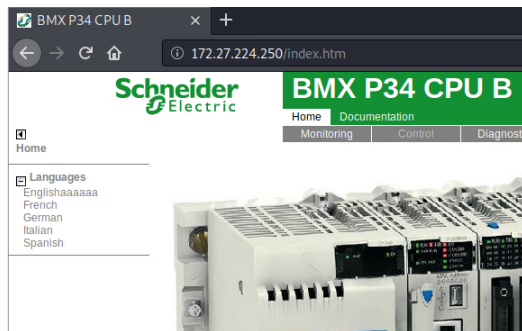 BMX P34 CPU B
172.27.224.250/index.htm
Schneider
Electric
BMX P34 CPU B
Home Documentation
Monitoring Control Diagnost
Home
Languages
Englishaaaaaa
French
German
Italian
Spanish